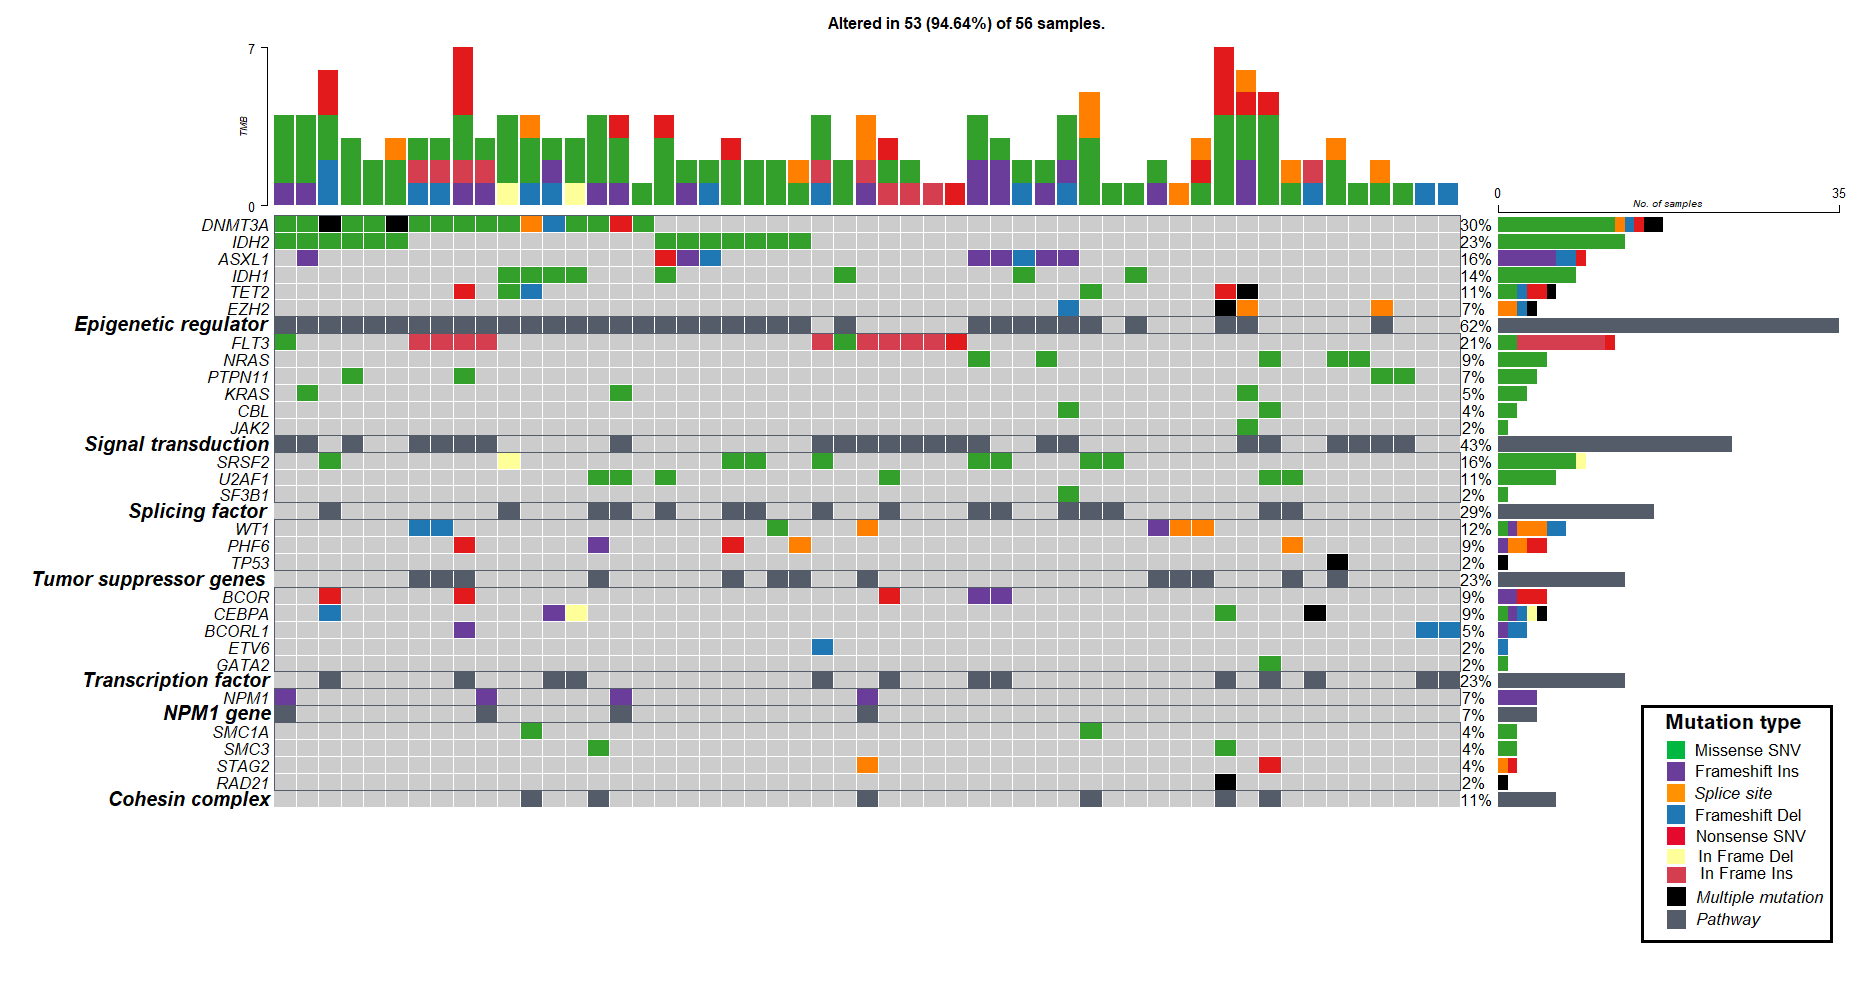 Altered in 53 (94.64%) of 56 samples.
7
TMB
0
0
35
No. of samples
DNMT3A 30%
IDH2 23%
ASXL1 16%
IDH1 14%
TET2 11%
EZH2 7%
Epigenetic regulator 62%
FLT3 21%
NRAS 9%
PTPN11 7%
KRAS 5%
CBL 4%
JAK2 2%
Signal transduction 43%
SRSF2 16%
U2AF1 11%
SF3B1 2%
Splicing factor 29%
WT1 12%
PHF6 9%
TP53 2%
Tumor suppressor genes 23%
BCOR 9%
CEBPA 9%
BCORL1 5%
ETV6 2%
GATA2 2%
Transcription factor 23%
NPM1 7%
NPM1 gene 7%
SMC1A 4%
SMC3 4%
STAG2 4%
RAD21 2%
Cohesin complex 11%
Mutation type
Missense SNV
Frameshift Ins
Splice site
Frameshift Del
Nonsense SNV
In Frame Del
In Frame Ins
Multiple mutation
Pathway